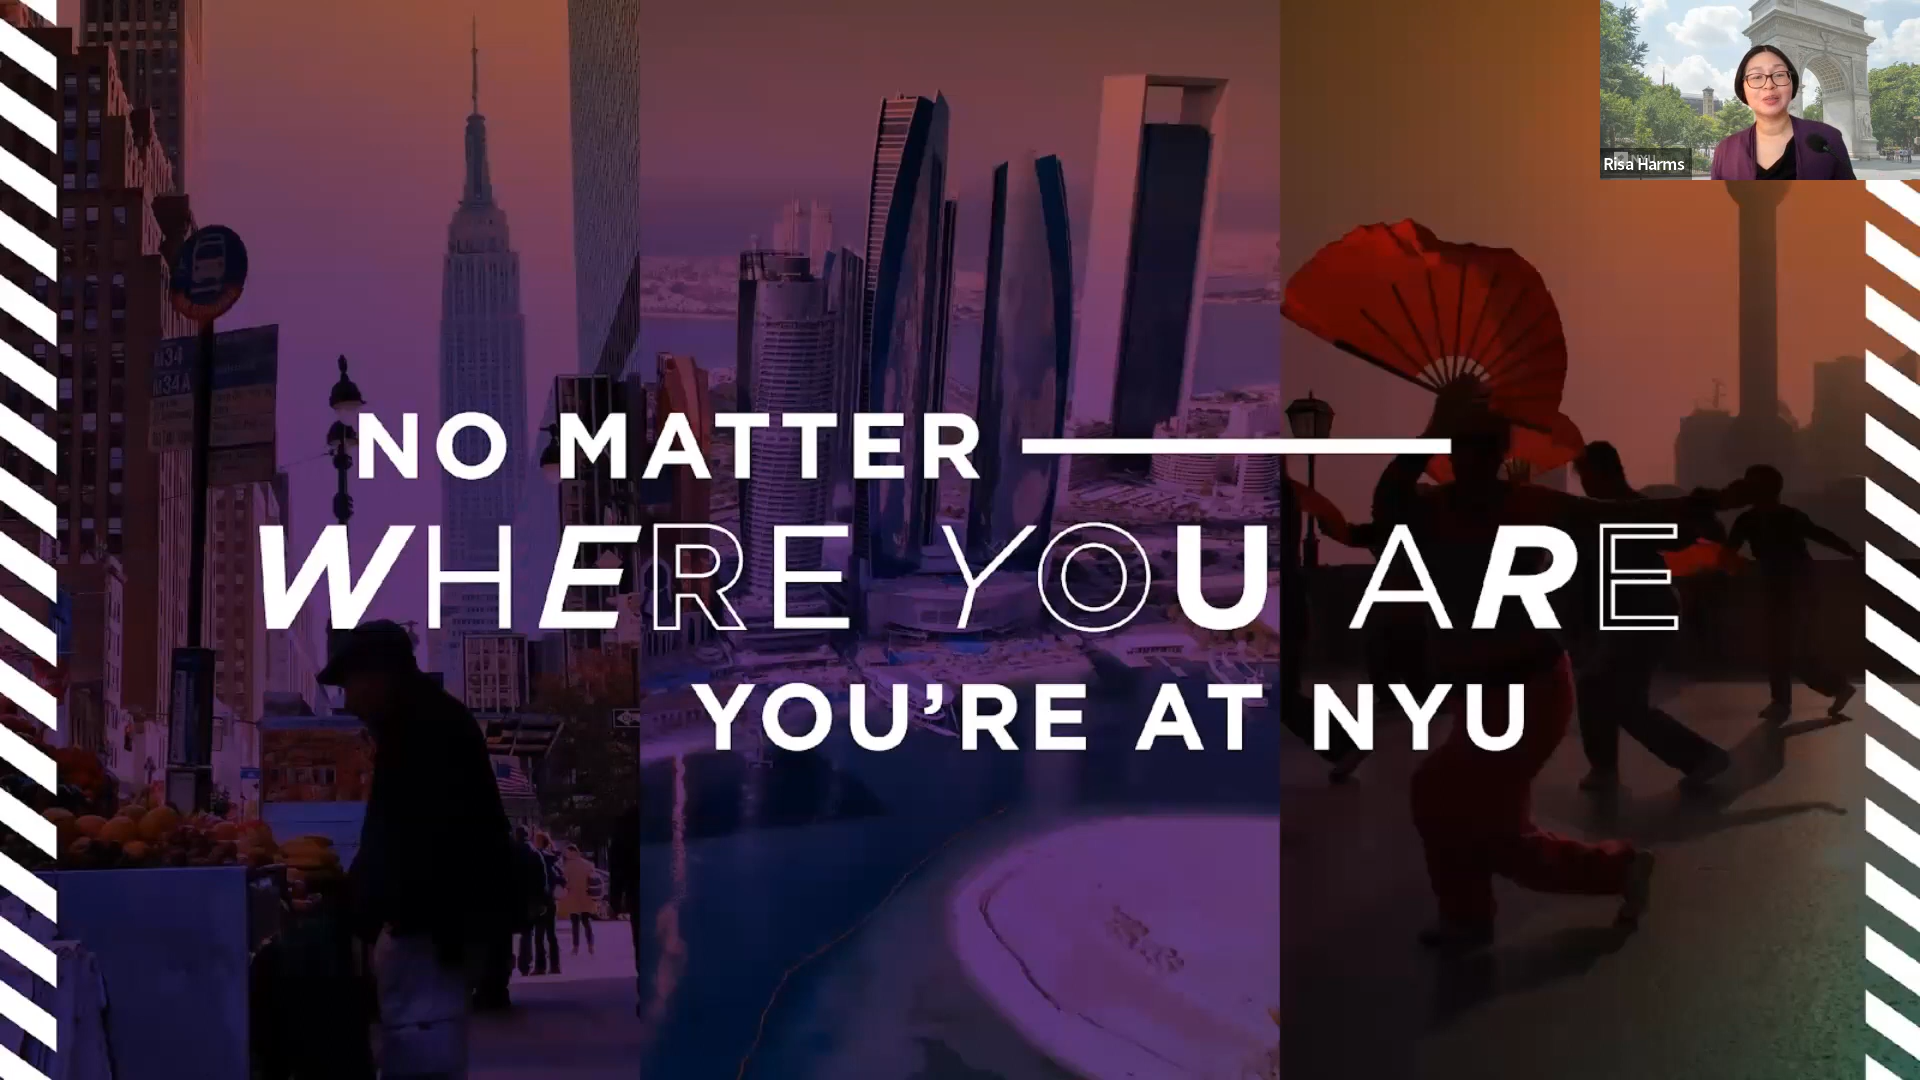 Risa Harms
M34
M34A
NO MATTER
WHERE YOU ARE
YOU'RE AT NYU